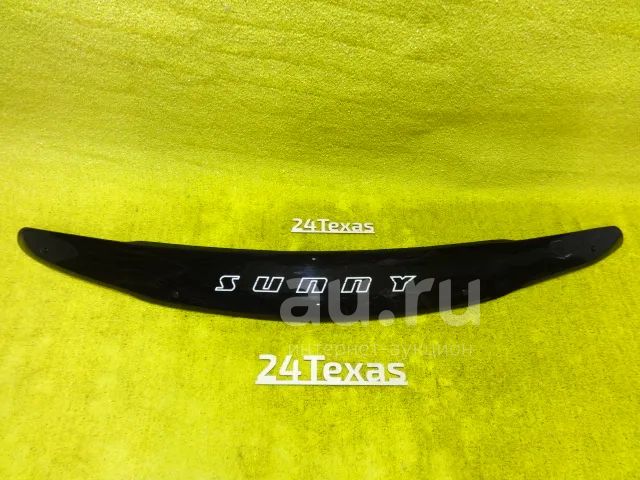 24Texas
SUNNY
au.ru
интернет-аукцион
24Texas